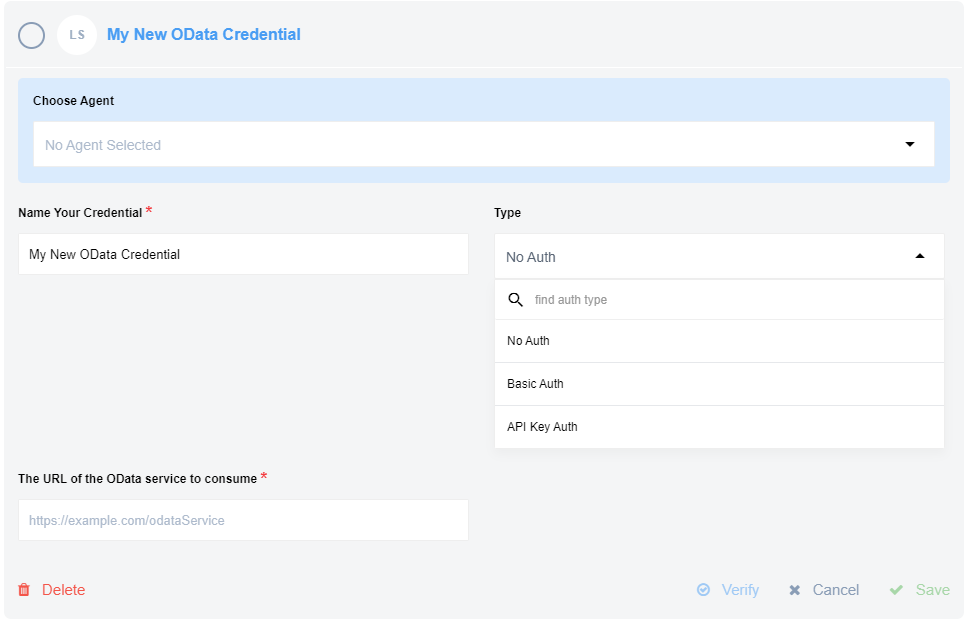 LS My New OData Credential
Choose Agent
No Agent Selected
Name Your Credential *
My New OData Credential
Type
No Auth
find auth type
No Auth
Basic Auth
API Key Auth
The URL of the OData service to consume *
https://example.com/odataService
Delete
Verify
Cancel
Save